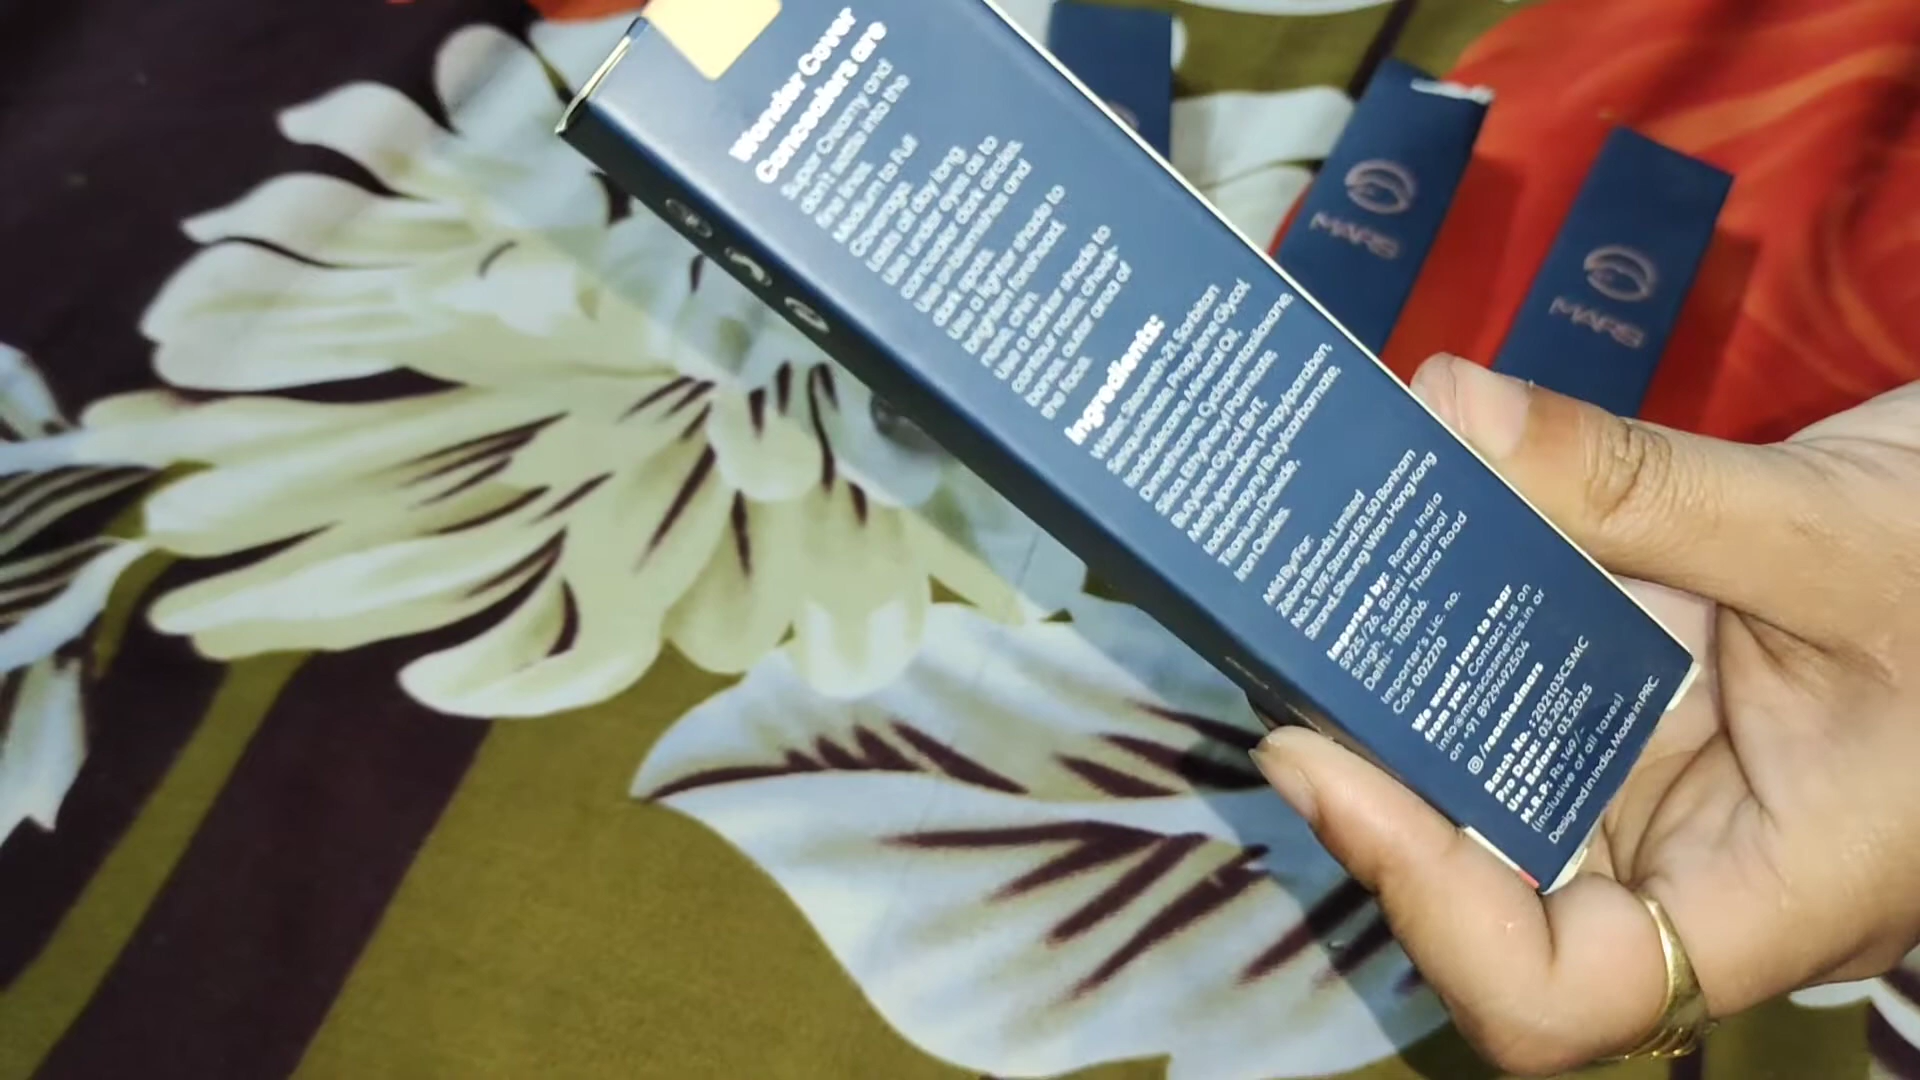 Wonder Cover
Concealers are
Super Creamy and
don't settle into the
fine lines.
Medium to Full
Coverage.
Lasts all day long.
Use under eyes as to
concealer dark circles.
Use on blemishes and
dark spots.
Use a lighter shade to
brighten forehead,
neck, chin.
Use a darker shade to
contour nose, cheek-
bones, outer area of
the face.
Ingredients:
Water, Steareth-21, Sorbitan
Sesquioleate, Propylene Glycol,
Isododecane, Mineral Oil,
Dimethicone, Cyclopentasiloxane,
Silica, Ethylhexyl Palmitate,
Butylene Glycol, BHT,
Methylparaben, Propylparaben,
Iodopropynyl Butylcarbamate,
Titanium Dioxide,
Iron Oxides.
Mfd By/For:
Zebra Brands Limited
No.5,17/F,Strand 50,50 Bonham
Strand,Sheung Wan,Hong Kong
Imported by: Rome India
5925/26, Basti Harphool
Singh, Sadar Thana Road
Delhi- 110006.
Importer's Lic. no.
Cos 002270
We would love to hear
from you, Contact us on
info@marscosmetics.in or
on +91 8929492504
/reachedmars
Batch No. : 202103CSMC
Pro Date: 03.2021
Use Before: 03.2025
M.R.P: Rs.149/-
(inclusive of all taxes)
Designed in India, Made in PRC
MARS
MARS